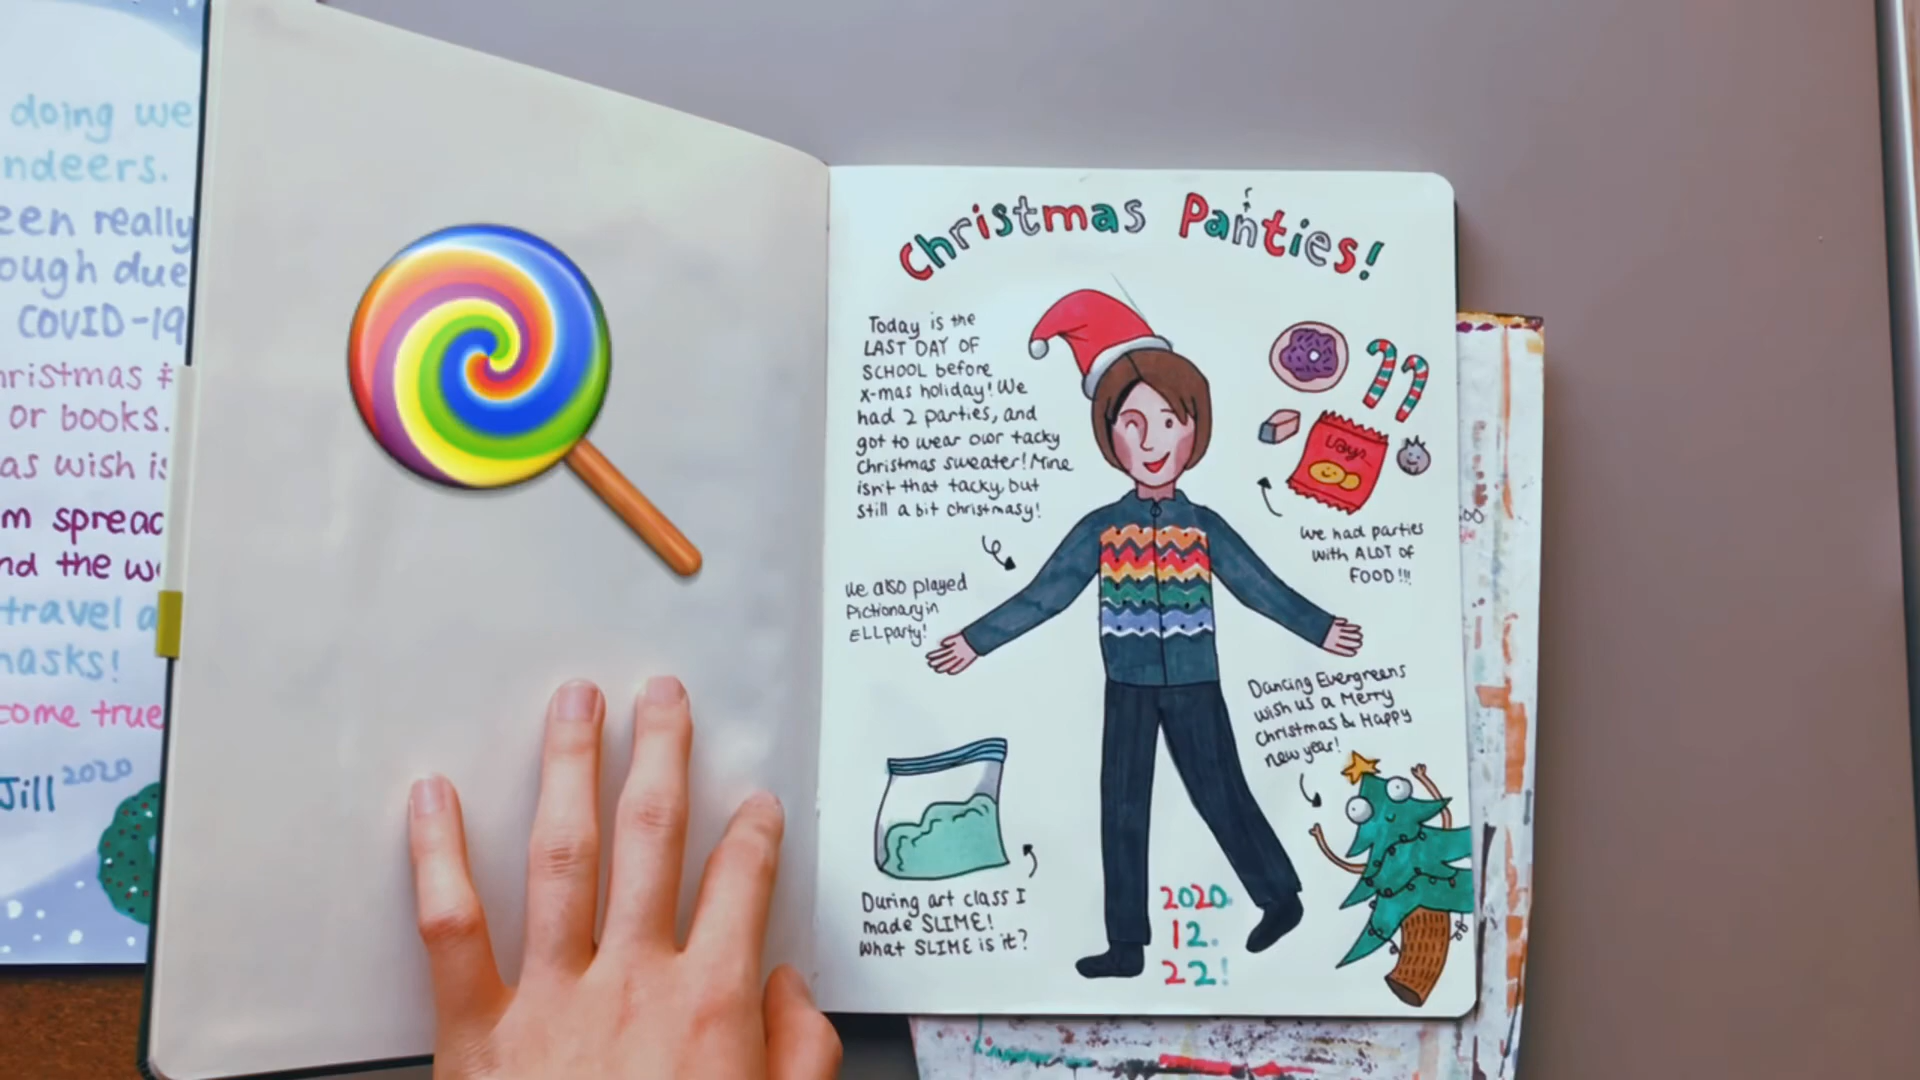 doing we
ndeers.
een really
ough due
COVID-19
hristmas
or books.
as wish is
m spread
nd the
travel a
masks!
come true
Jill 2020
Christmas Panties!
r
Today is the
LAST DAY OF
SCHOOL before
x-mas holiday! We
had 2 parties, and
got to wear our tacky
Christmas sweater! Mine
isn't that tacky, but
still a bit christmasy!
We also played
Pictionary in
ELL party!
During art class I
made SLIME!
What SLIME is it?
Lays
We had parties
with A LOT of
FOOD!!!
Dancing Evergreens
wish us a Merry
Christmas & Happy
new year!
2020.
12.
22!